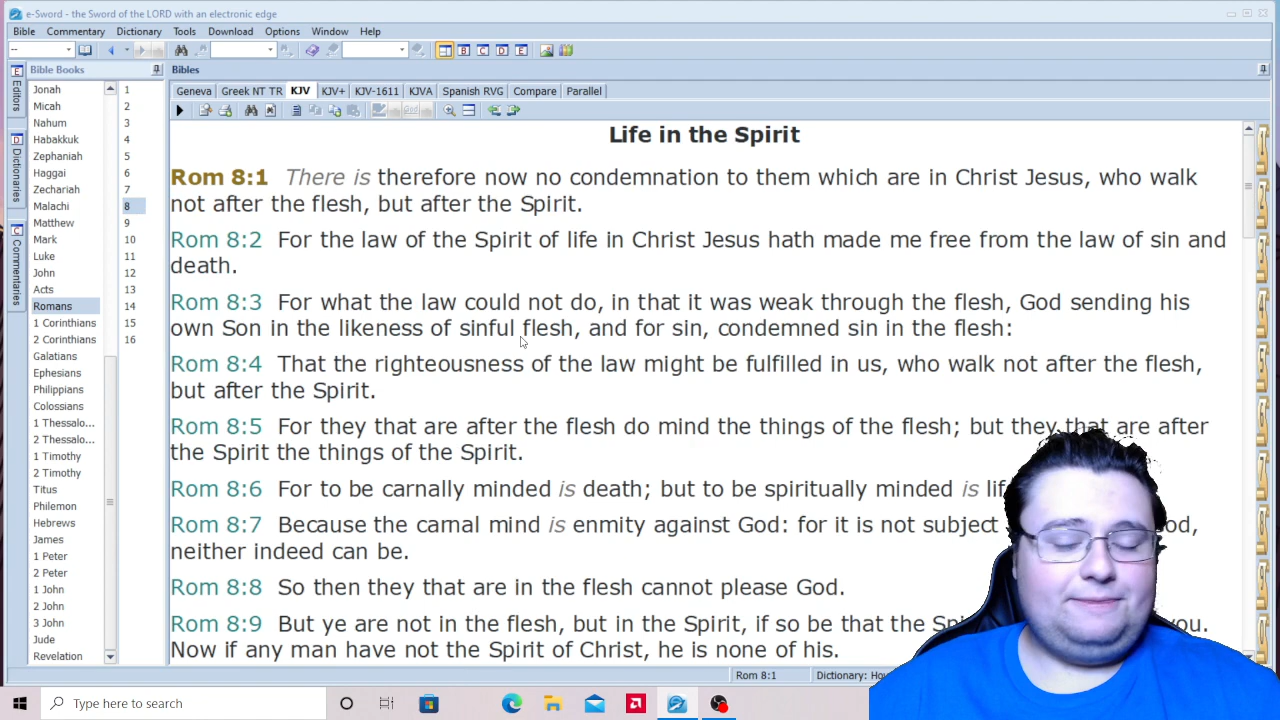 e-Sword - the Sword of the LORD with an electronic edge
Bible Commentary Dictionary Tools Download Options Window Help
--
Bible Books
Bibles
Editors
Dictionaries
Commentaries
Geneva Greek NT TR KJV KJV+ KJV-1611 KJVA Spanish RVG Compare Parallel
Jonah
Micah
Nahum
Habakkuk
Zephaniah
Haggai
Zechariah
Malachi
Matthew
Mark
Luke
John
Acts
Romans
1 Corinthians
2 Corinthians
Galatians
Ephesians
Philippians
Colossians
1 Thessalo...
2 Thessalo...
1 Timothy
2 Timothy
Titus
Philemon
Hebrews
James
1 Peter
2 Peter
1 John
2 John
3 John
Jude
Revelation
1
2
3
4
5
6
7
8
9
10
11
12
13
14
15
16
Life in the Spirit
Rom 8:1 There is therefore now no condemnation to them which are in Christ Jesus, who walk
not after the flesh, but after the Spirit.
Rom 8:2 For the law of the Spirit of life in Christ Jesus hath made me free from the law of sin and
death.
Rom 8:3 For what the law could not do, in that it was weak through the flesh, God sending his
own Son in the likeness of sinful flesh, and for sin, condemned sin in the flesh:
Rom 8:4 That the righteousness of the law might be fulfilled in us, who walk not after the flesh,
but after the Spirit.
Rom 8:5 For they that are after the flesh do mind the things of the flesh; but they that are after
the Spirit the things of the Spirit.
Rom 8:6 For to be carnally minded is death; but to be spiritually minded is
Rom 8:7 Because the carnal mind is enmity against God: for it is not subject
neither indeed can be.
Rom 8:8 So then they that are in the flesh cannot please God.
Rom 8:9 But ye are not in the flesh, but in the Spirit, if so be that the you.
Now if any man have not the Spirit of Christ, he is none of his.
Rom 8:1 Dictionary:
Type here to search